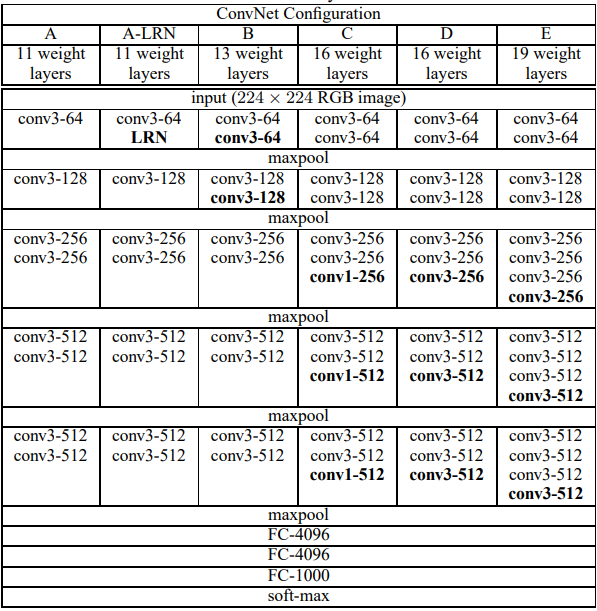 ConvNet Configuration
A A-LRN B C D E
11 weight 11 weight 13 weight 16 weight 16 weight 19 weight
layers layers layers layers layers layers
input (224 × 224 RGB image)
conv3-64 conv3-64 conv3-64 conv3-64 conv3-64 conv3-64
LRN conv3-64 conv3-64 conv3-64 conv3-64
maxpool
conv3-128 conv3-128 conv3-128 conv3-128 conv3-128 conv3-128
conv3-128 conv3-128 conv3-128 conv3-128
maxpool
conv3-256 conv3-256 conv3-256 conv3-256 conv3-256 conv3-256
conv3-256 conv3-256 conv3-256 conv3-256 conv3-256 conv3-256
conv1-256 conv3-256 conv3-256
conv3-256
maxpool
conv3-512 conv3-512 conv3-512 conv3-512 conv3-512 conv3-512
conv3-512 conv3-512 conv3-512 conv3-512 conv3-512 conv3-512
conv1-512 conv3-512 conv3-512
conv3-512
maxpool
conv3-512 conv3-512 conv3-512 conv3-512 conv3-512 conv3-512
conv3-512 conv3-512 conv3-512 conv3-512 conv3-512 conv3-512
conv1-512 conv3-512 conv3-512
conv3-512
maxpool
FC-4096
FC-4096
FC-1000
soft-max